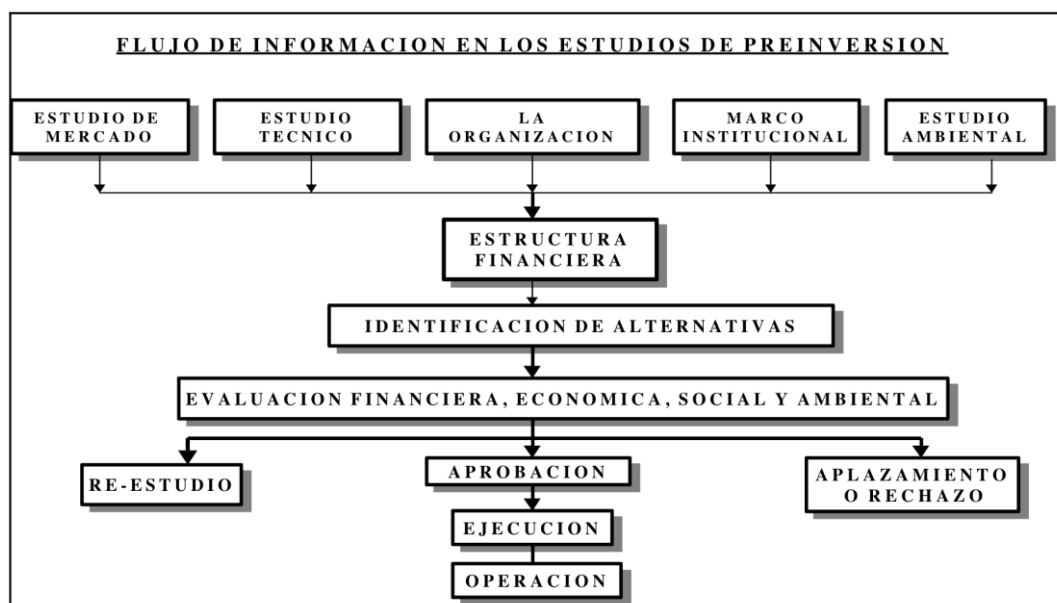 FLUJO DE INFORMACION EN LOS ESTUDIOS DE PREINVERSION
ESTUDIO DE
MERCADO
ESTUDIO
TECNICO
LA
ORGANIZACION
MARCO
INSTITUCIONAL
ESTUDIO
AMBIENTAL
ESTRUCTURA
FINANCIERA
IDENTIFICACION DE ALTERNATIVAS
EVALUACION FINANCIERA, ECONOMICA, SOCIAL Y AMBIENTAL
RE-ESTUDIO
APROBACION
APLAZAMIENTO
O RECHAZO
EJECUCION
OPERACION